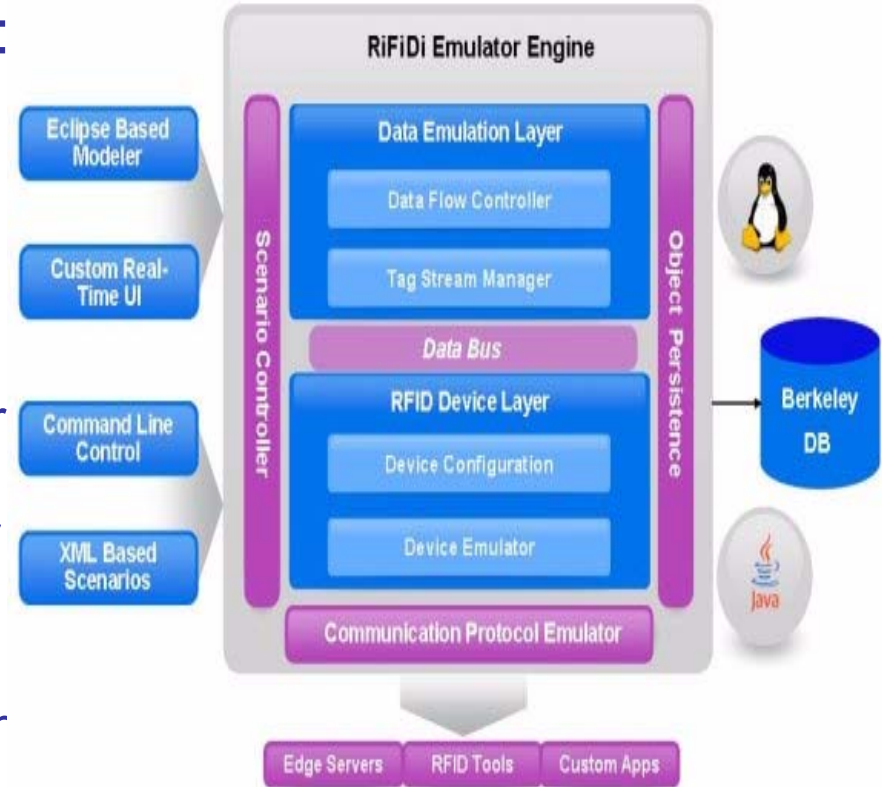 RiFiDi Emulator Engine
Eclipse Based
Modeler
Custom Real-
Time UI
Command Line
Control
XML Based
Scenarios
Scenario Controller
Data Emulation Layer
Data Flow Controller
Tag Stream Manager
Data Bus
RFID Device Layer
Device Configuration
Device Emulator
Object Persistence
Communication Protocol Emulator
Berkeley
DB
Java
Edge Servers
RFID Tools
Custom Apps